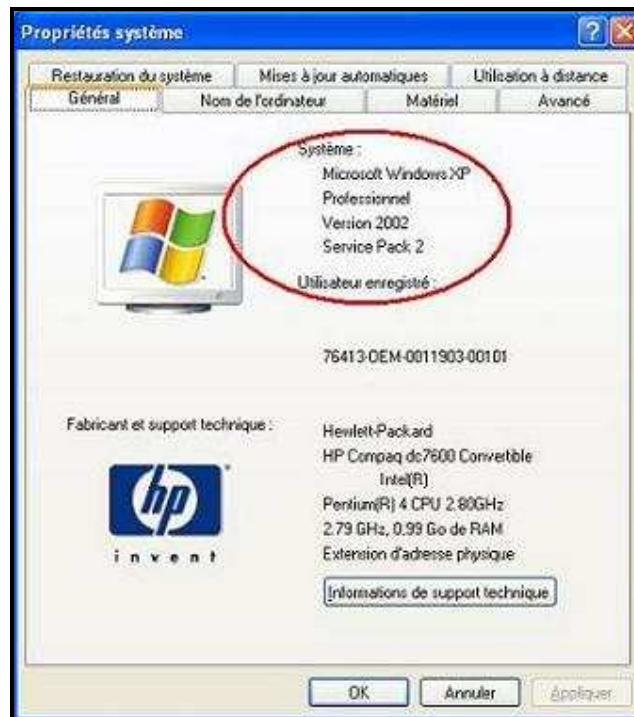 Propriétés système
Restauration du système Mises à jour automatiques Utilisation à distance
Général Nom de l'ordinateur Matériel Avancé
Système :
Microsoft Windows XP
Professionnel
Version 2002
Service Pack 2
Utilisateur enregistré :
76413-OEM-0011903-00101
Fabricant et support technique :
Hewlett-Packard
HP Compaq dc7600 Convertible
Intel(R)
Pentium(R) 4 CPU 2.80GHz
2.79 GHz, 0.99 Go de RAM
Extension d'adresse physique
hp
invent
Informations de support technique
OK Annuler Appliquer